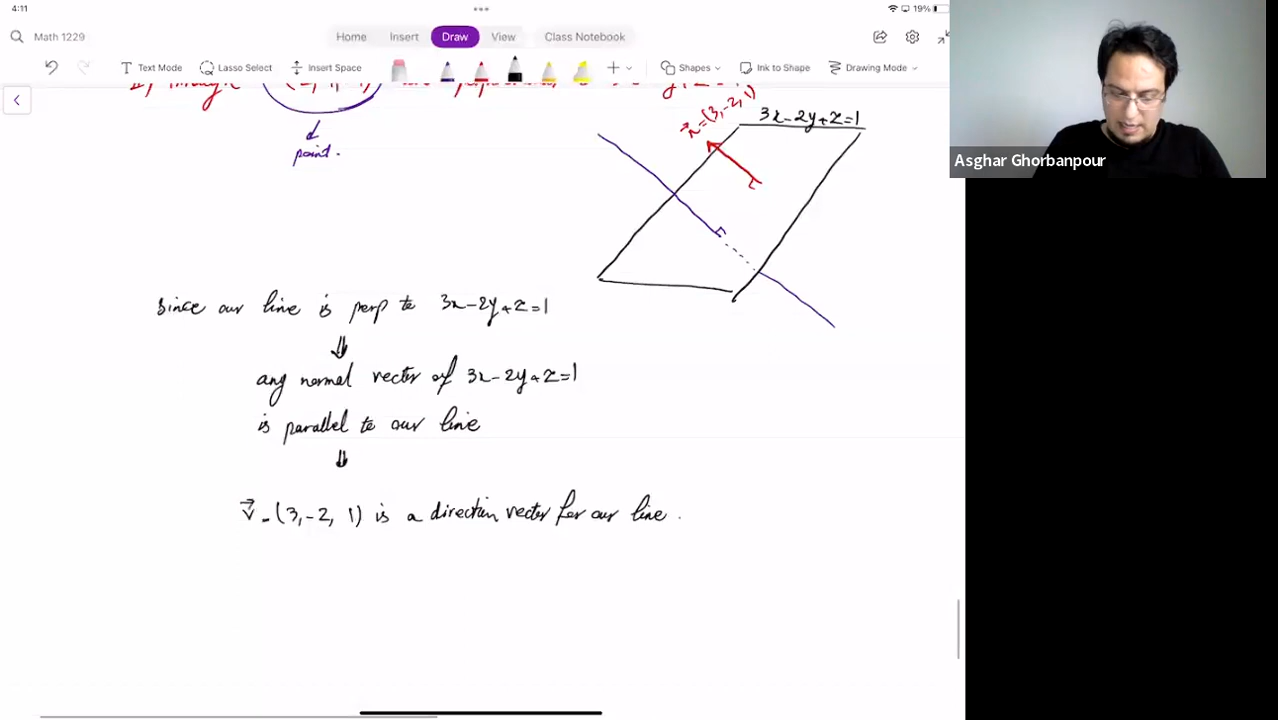 4:11
19%
Math 1229
Home Insert Draw View Class Notebook
Text Mode Lasso Select Insert Space Shapes Ink to Shape Drawing Mode
II) through
point.
n⃗=(3,-2,1)
3x-2y+z=1
Asghar Ghorbanpour
Since our line is perp to 3x-2y+z=1
⇓
any normal vector of 3x-2y+z=1
is parallel to our line
⇓
v⃗=(3,-2, 1) is a direction vector for our line.